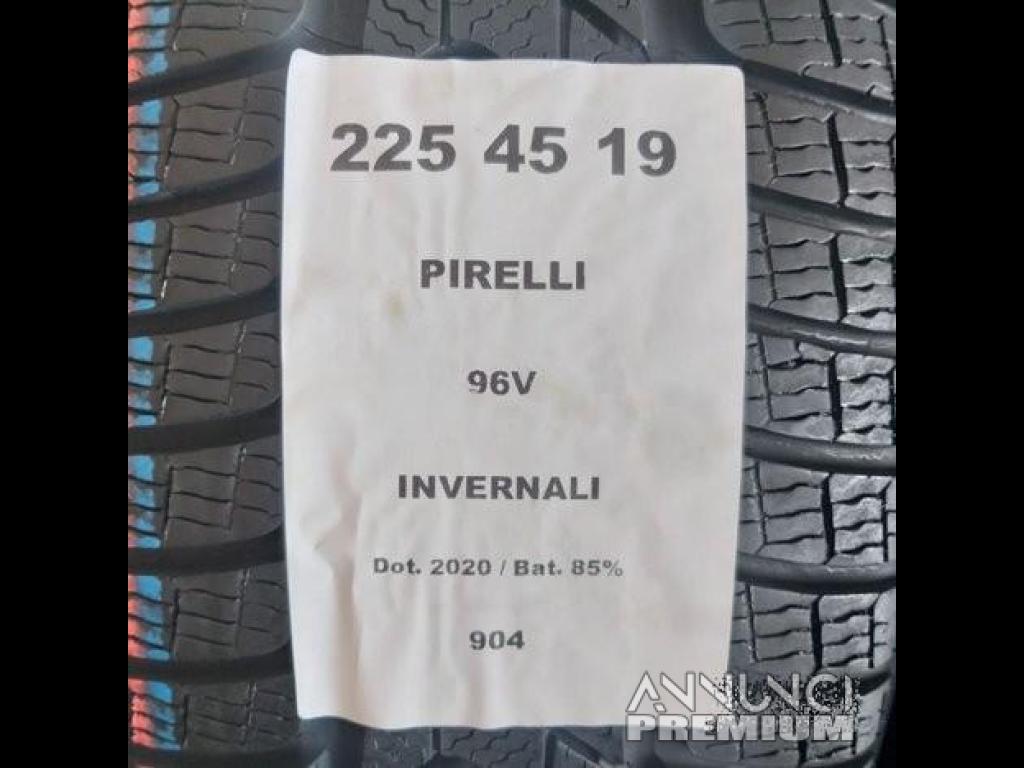 225 45 19
PIRELLI
96V
INVERNALI
Dot. 2020 / Bat. 85%
904
ANNUNCI
PREMIUM